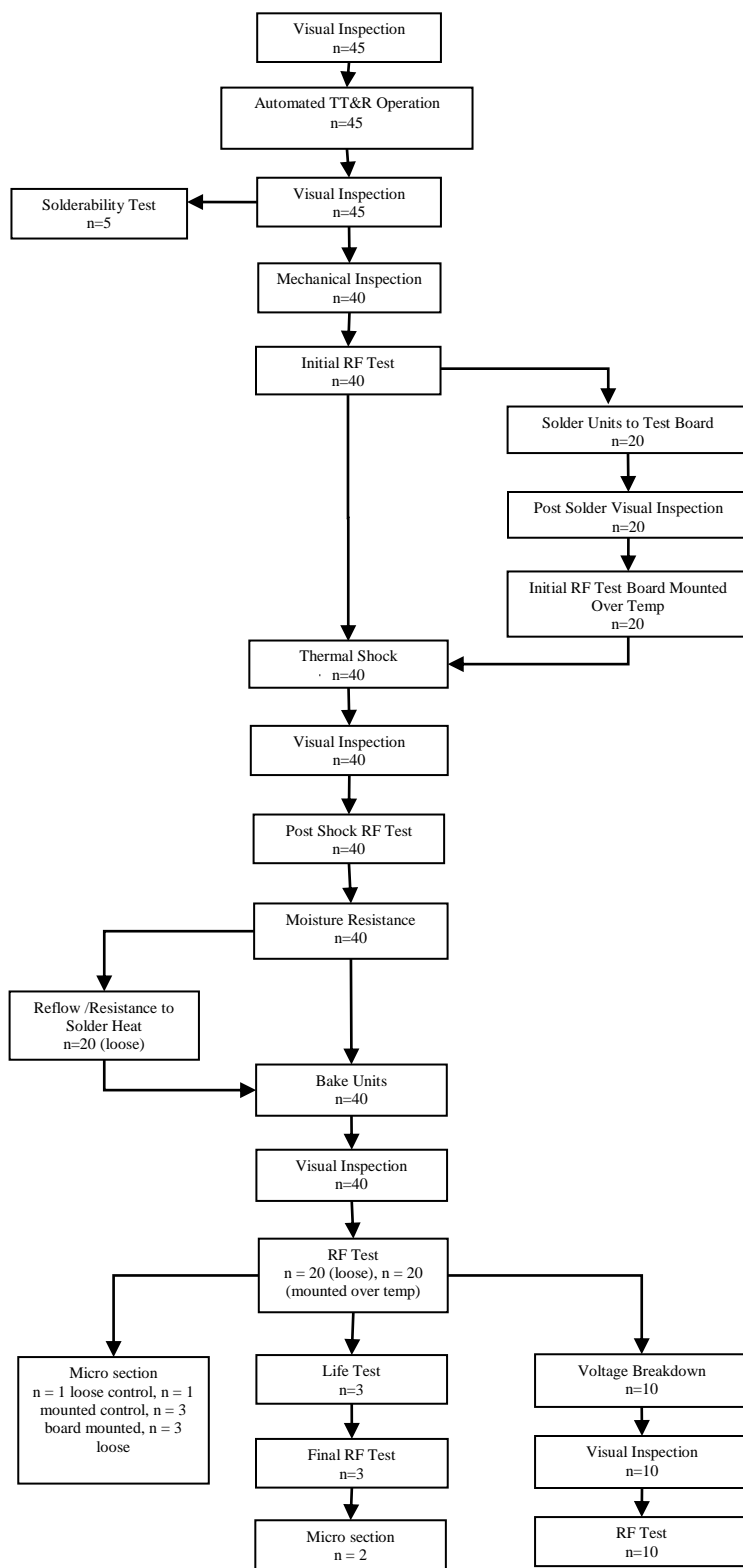 Visual Inspection
n=45
Automated TT&R Operation
n=45
Visual Inspection
n=45
Solderability Test
n=5
Mechanical Inspection
n=40
Initial RF Test
n=40
Solder Units to Test Board
n=20
Post Solder Visual Inspection
n=20
Initial RF Test Board Mounted
Over Temp
n=20
Thermal Shock
n=40
Visual Inspection
n=40
Post Shock RF Test
n=40
Moisture Resistance
n=40
Reflow /Resistance to
Solder Heat
n=20 (loose)
Bake Units
n=40
Visual Inspection
n=40
RF Test
n = 20 (loose), n = 20
(mounted over temp)
Micro section
n = 1 loose control, n = 1
mounted control, n = 3
board mounted, n = 3
loose
Life Test
n=3
Voltage Breakdown
n=10
Final RF Test
n=3
Visual Inspection
n=10
Micro section
n = 2
RF Test
n=10